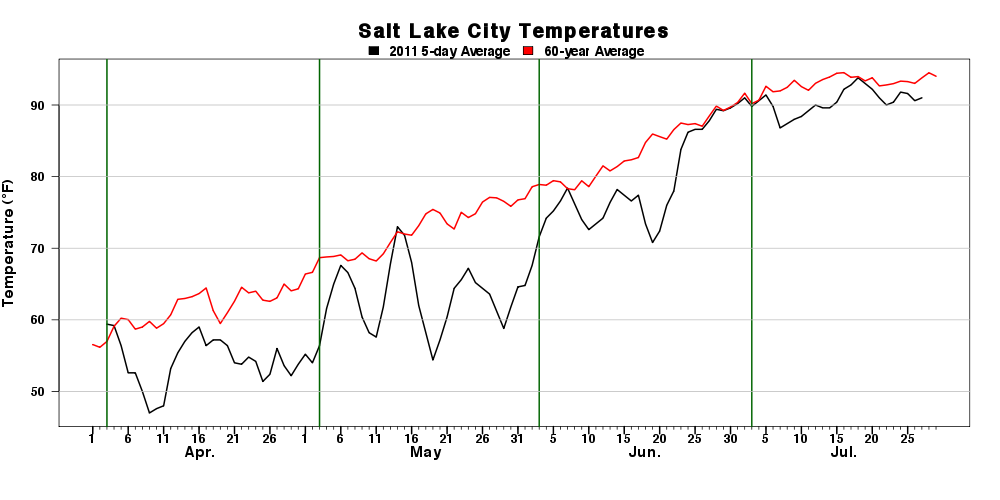 Salt Lake City Temperatures
2011 5-day Average 60-year Average
Temperature (°F)
90
80
70
60
50
1 6 11 16 21 26 1 6 11 16 21 26 31 5 10 15 20 25 30 5 10 15 20 25
Apr. May Jun. Jul.